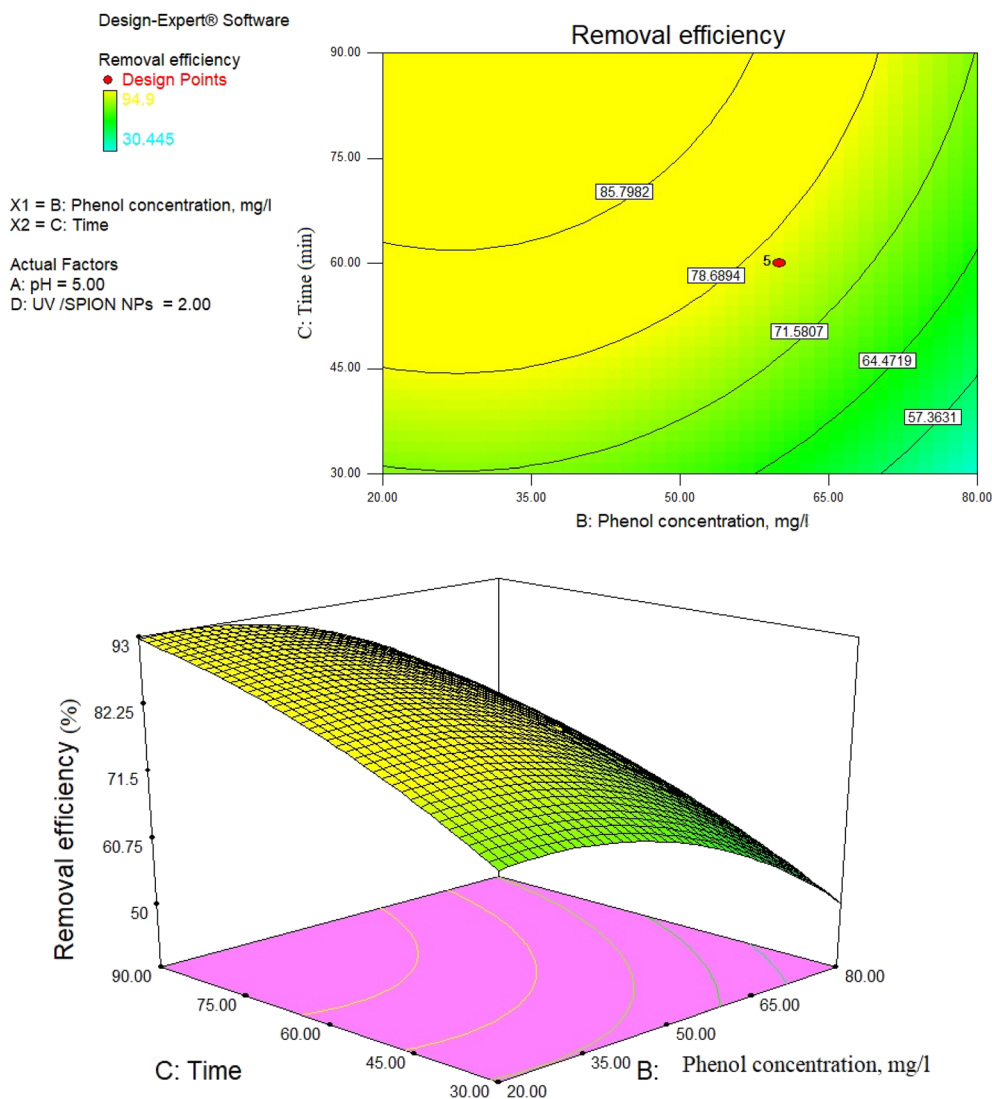 Design-Expert® Software
Removal efficiency
Design Points
94.9
30.445
X1 = B: Phenol concentration, mg/l
X2 = C: Time
Actual Factors
A: pH = 5.00
D: UV /SPION NPs = 2.00
Removal efficiency
90.00
75.00
60.00
45.00
30.00
C: Time (min)
85.7982
78.6894
5
71.5807
64.4719
57.3631
20.00
35.00
50.00
65.00
80.00
B: Phenol concentration, mg/l
93
82.25
71.5
60.75
50
Removal efficiency (%)
90.00
75.00
60.00
45.00
30.00
C: Time
20.00
35.00
50.00
65.00
80.00
B: Phenol concentration, mg/l